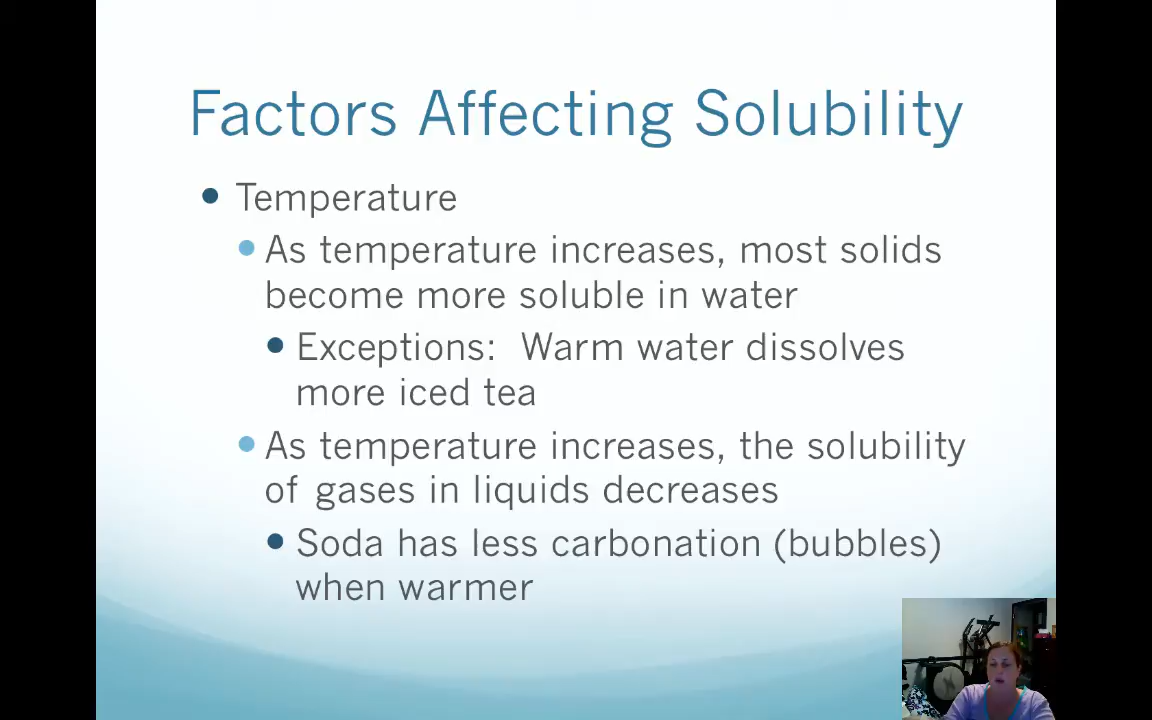 Factors Affecting Solubility
• Temperature
• As temperature increases, most solids
become more soluble in water
• Exceptions: Warm water dissolves
more iced tea
• As temperature increases, the solubility
of gases in liquids decreases
• Soda has less carbonation (bubbles)
when warmer